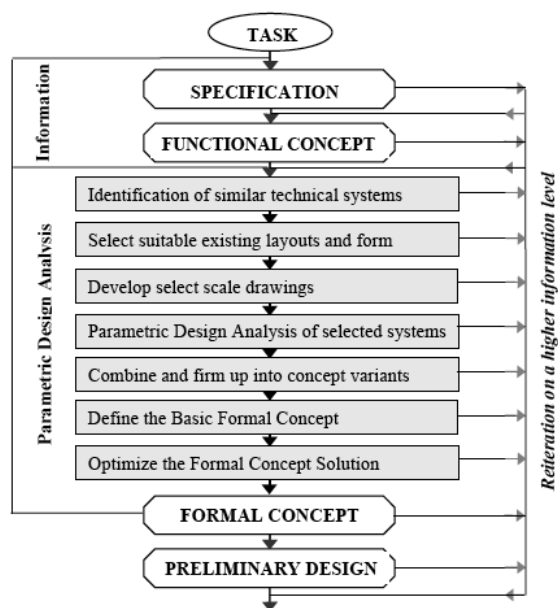 TASK
SPECIFICATION
Information
FUNCTIONAL CONCEPT
Identification of similar technical systems
Select suitable existing layouts and form
Develop select scale drawings
Parametric Design Analysis of selected systems
Combine and firm up into concept variants
Define the Basic Formal Concept
Optimize the Formal Concept Solution
Parametric Design Analysis
Reiteration on a higher information level
FORMAL CONCEPT
PRELIMINARY DESIGN